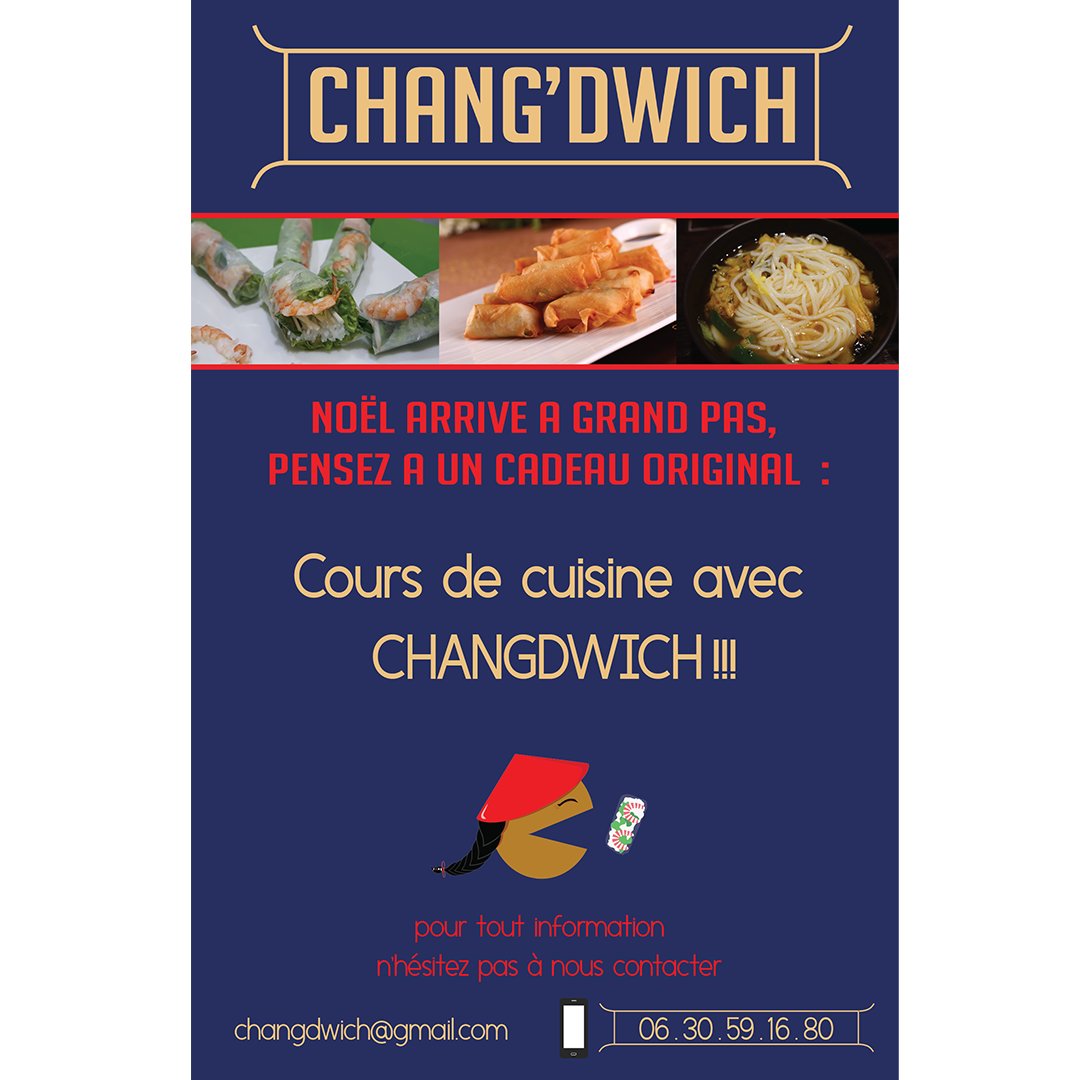 CHANG’DWICH
NOËL ARRIVE A GRAND PAS,
PENSEZ A UN CADEAU ORIGINAL :
Cours de cuisine avec
CHANGDWICH !!!
pour tout information
n'hésitez pas à nous contacter
changdwich@gmail.com
06.30.59.16.80